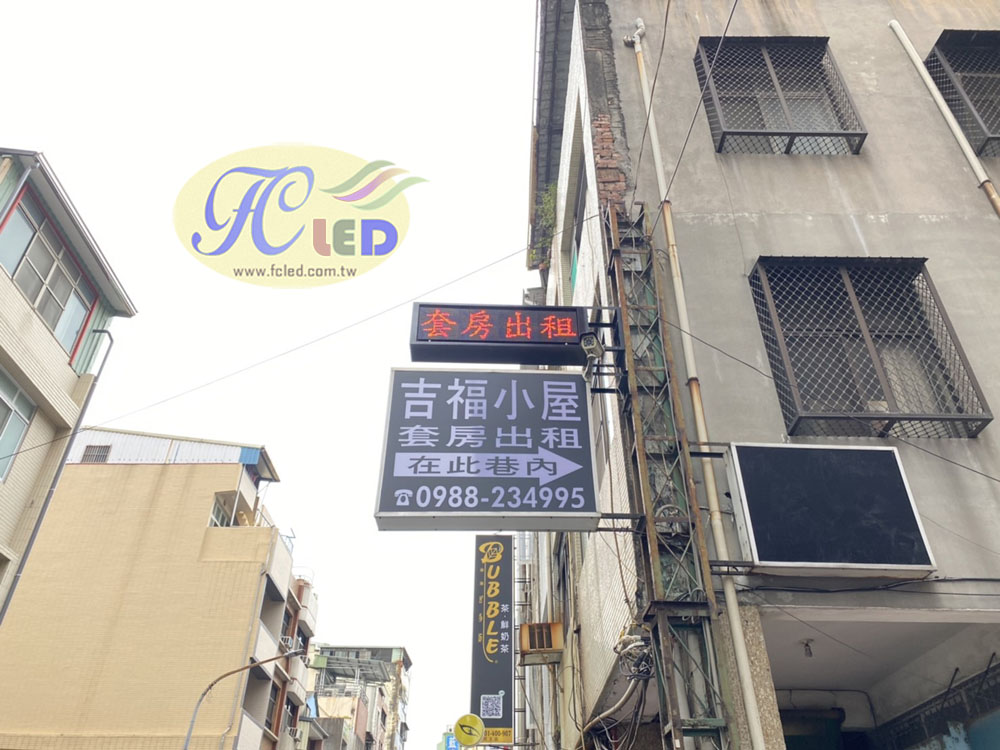 FC LED
www.fcled.com.tw
套房出租
吉福小屋
套房出租
在此巷內
☎0988-234995
BUBBLE
茶.鮮奶茶